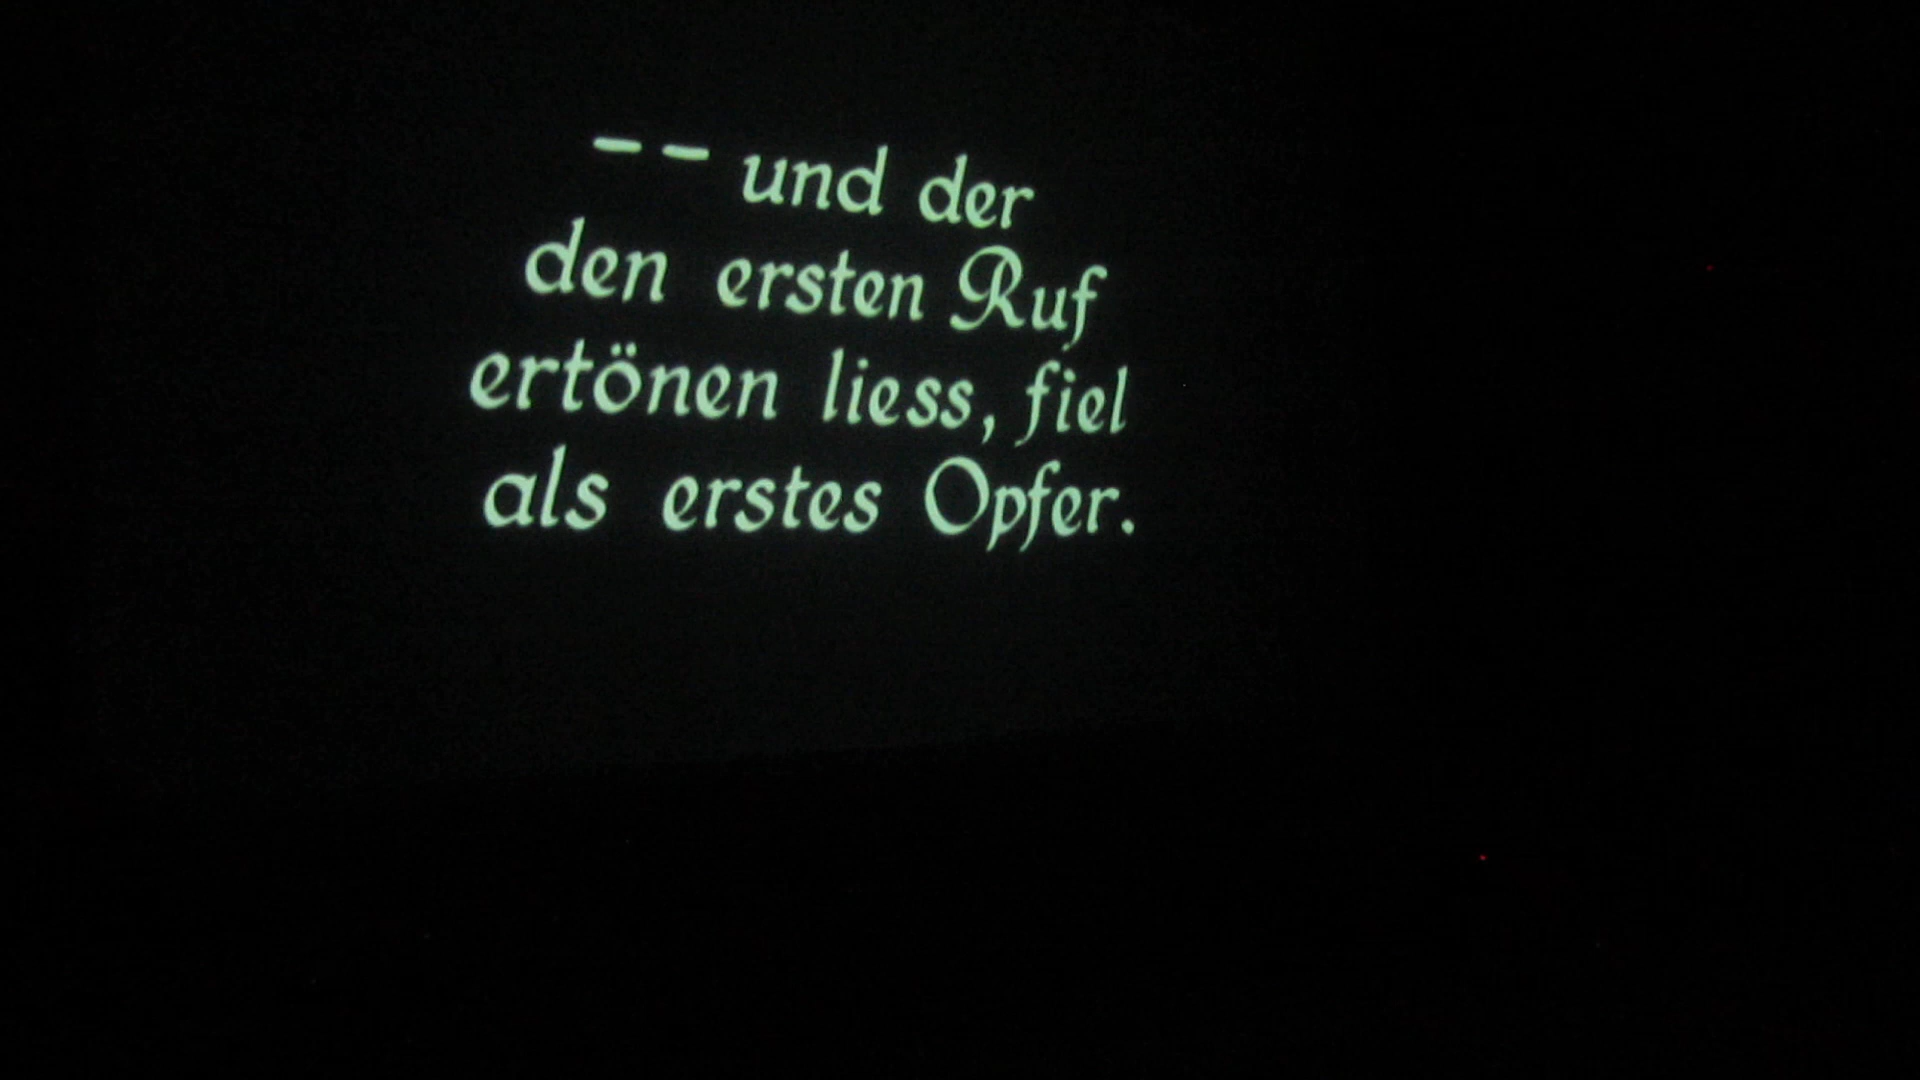 -- und der
den ersten Ruf
ertönen liess, fiel
als erstes Opfer.